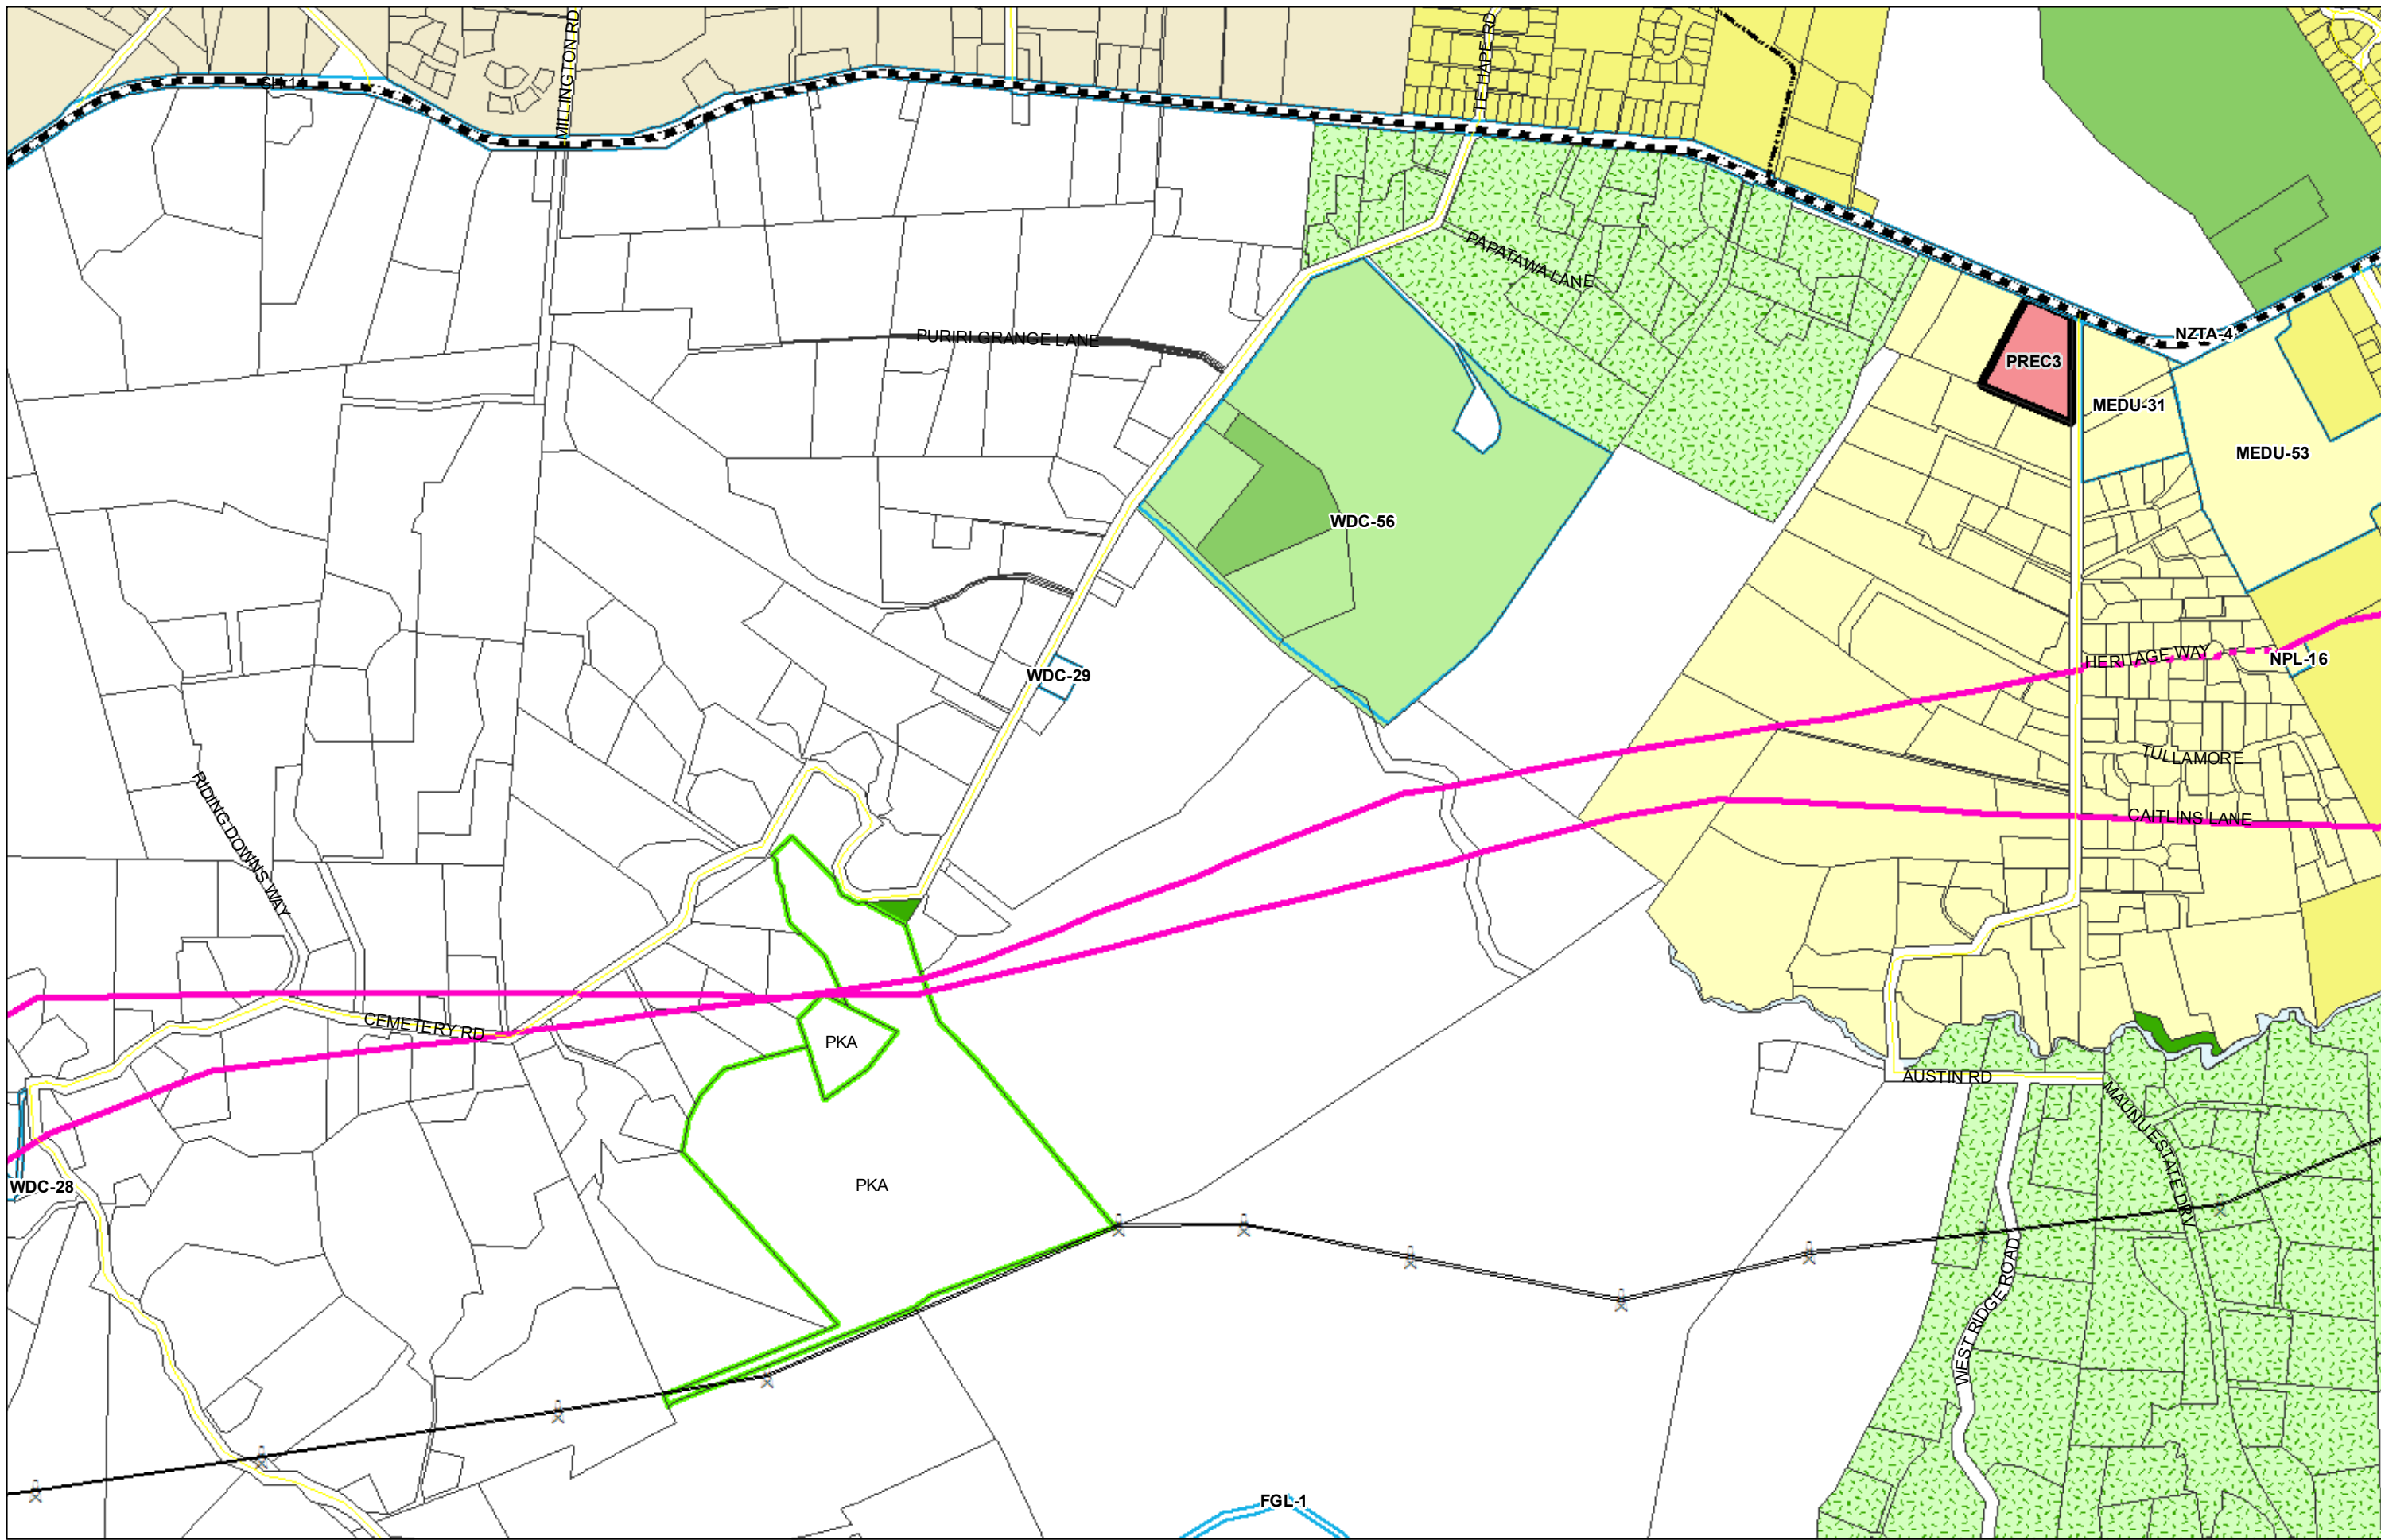 MILLINGTON RD
TE HAPE RD
SH 14
PAPATAWA LANE
NZTA-4
PURIRI GRANGE LANE
PREC3
MEDU-31
MEDU-53
WDC-56
HERITAGE WAY
NPL-16
WDC-29
TULLAMORE
RIDING DOWNS WAY
CAITLINS LANE
CEMETERY RD
PKA
AUSTIN RD
MAUNU ESTATE DRV
PKA
WDC-28
WEST RIDGE ROAD
FGL-1